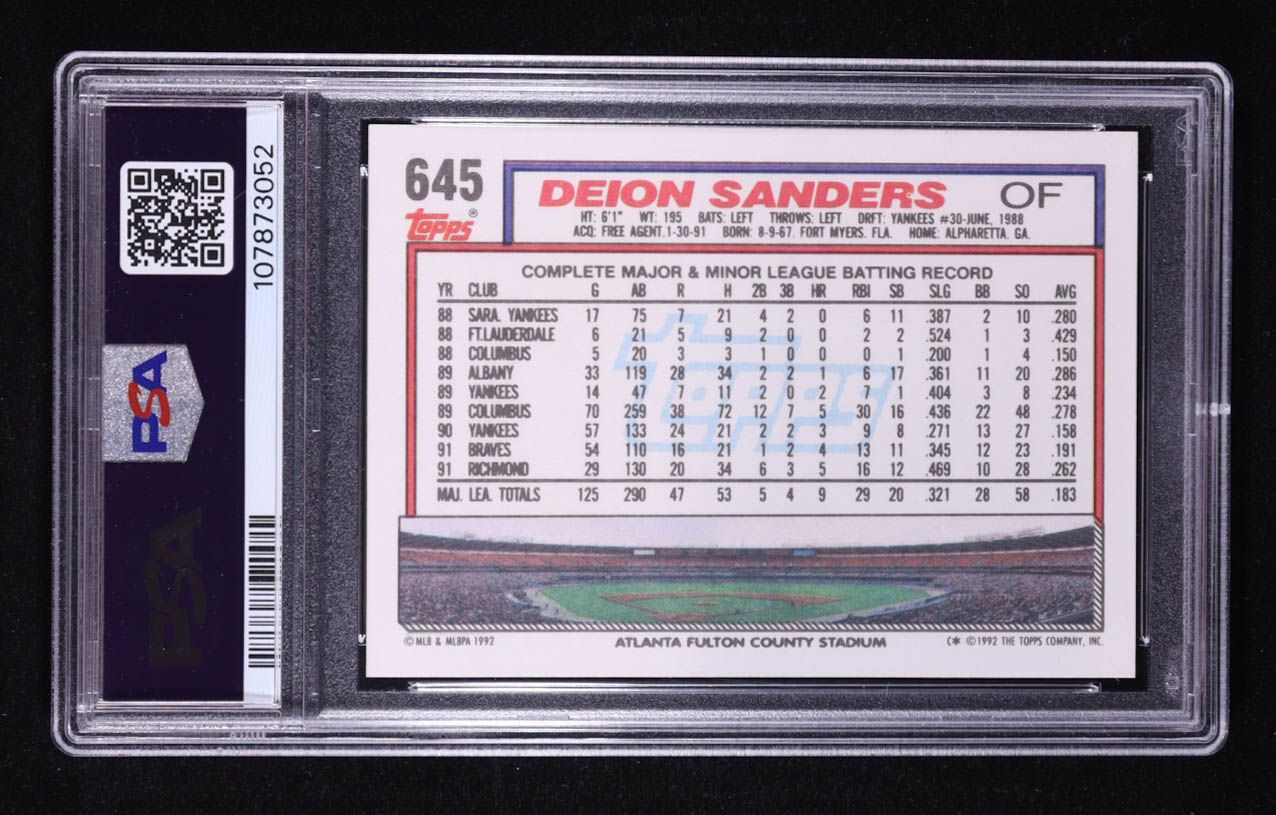 107873052
PSA
PSA
645
topps®
DEION SANDERS OF
HT: 6'1" WT: 195 BATS: LEFT THROWS: LEFT DRFT: YANKEES #30-JUNE, 1988
ACQ: FREE AGENT, 1-30-91 BORN: 8-9-67, FORT MYERS, FLA. HOME: ALPHARETTA, GA.
COMPLETE MAJOR & MINOR LEAGUE BATTING RECORD
YR CLUB G AB R H 2B 3B HR RBI SB SLG BB SO AVG
88 SARA. YANKEES 17 75 7 21 4 2 0 6 11 .387 2 10 .280
88 FT.LAUDERDALE 6 21 5 9 2 0 0 2 2 .524 1 3 .429
88 COLUMBUS 5 20 3 3 1 0 0 0 1 .200 1 4 .150
89 ALBANY 33 119 28 34 2 2 1 6 17 .361 11 20 .286
89 YANKEES 14 47 7 11 2 0 2 7 1 .404 3 8 .234
89 COLUMBUS 70 259 38 72 12 7 5 30 16 .436 22 48 .278
90 YANKEES 57 133 24 21 2 2 3 9 8 .271 13 27 .158
91 BRAVES 54 110 16 21 1 2 4 13 11 .345 12 23 .191
91 RICHMOND 29 130 20 34 6 3 5 16 12 .469 10 28 .262
MAJ. LEA. TOTALS 125 290 47 53 5 4 9 29 20 .321 28 58 .183
topps
© MLB & MLBPA 1992 ATLANTA FULTON COUNTY STADIUM C* © 1992 THE TOPPS COMPANY, INC.